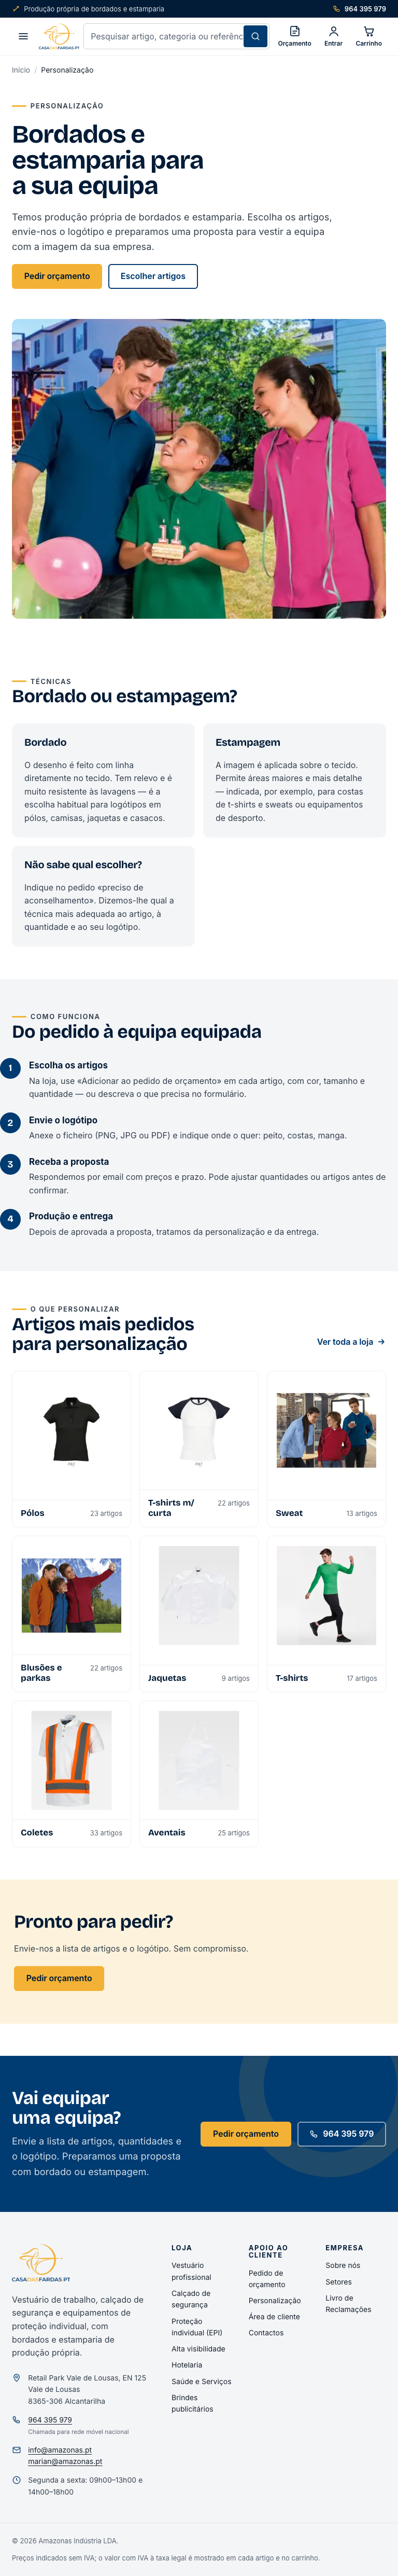 Produção própria de bordados e estamparia
964 395 979
CASADASFARDAS.PT
Pesquisar artigo, categoria ou referênc
Orçamento
Entrar
Carrinho
Início / Personalização
PERSONALIZAÇÃO
Bordados e
estamparia para
a sua equipa
Temos produção própria de bordados e estamparia. Escolha os artigos,
envie-nos o logótipo e preparamos uma proposta para vestir a equipa
com a imagem da sua empresa.
Pedir orçamento
Escolher artigos
TÉCNICAS
Bordado ou estampagem?
Bordado
O desenho é feito com linha
diretamente no tecido. Tem relevo e é
muito resistente às lavagens — é a
escolha habitual para logótipos em
pólos, camisas, jaquetas e casacos.
Estampagem
A imagem é aplicada sobre o tecido.
Permite áreas maiores e mais detalhe
— indicada, por exemplo, para costas
de t-shirts e sweats ou equipamentos
de desporto.
Não sabe qual escolher?
Indique no pedido «preciso de
aconselhamento». Dizemos-lhe qual a
técnica mais adequada ao artigo, à
quantidade e ao seu logótipo.
COMO FUNCIONA
Do pedido à equipa equipada
1
Escolha os artigos
Na loja, use «Adicionar ao pedido de orçamento» em cada artigo, com cor, tamanho e
quantidade — ou descreva o que precisa no formulário.
2
Envie o logótipo
Anexe o ficheiro (PNG, JPG ou PDF) e indique onde o quer: peito, costas, manga.
3
Receba a proposta
Respondemos por email com preços e prazo. Pode ajustar quantidades ou artigos antes de
confirmar.
4
Produção e entrega
Depois de aprovada a proposta, tratamos da personalização e da entrega.
O QUE PERSONALIZAR
Artigos mais pedidos
para personalização
Ver toda a loja →
Pólos
23 artigos
T-shirts m/
curta
22 artigos
Sweat
13 artigos
Blusões e
parkas
22 artigos
Jaquetas
9 artigos
T-shirts
17 artigos
Coletes
33 artigos
Aventais
25 artigos
Pronto para pedir?
Envie-nos a lista de artigos e o logótipo. Sem compromisso.
Pedir orçamento
Vai equipar
uma equipa?
Envie a lista de artigos, quantidades e
o logótipo. Preparamos uma proposta
com bordado ou estampagem.
Pedir orçamento
964 395 979
CASADASFARDAS.PT
Vestuário de trabalho, calçado de
segurança e equipamentos de
proteção individual, com
bordados e estamparia de
produção própria.
Retail Park Vale de Lousas, EN 125
Vale de Lousas
8365-306 Alcantarilha
964 395 979
Chamada para rede móvel nacional
info@amazonas.pt
marian@amazonas.pt
Segunda a sexta: 09h00–13h00 e
14h00–18h00
LOJA
Vestuário
profissional
Calçado de
segurança
Proteção
individual (EPI)
Alta visibilidade
Hotelaria
Saúde e Serviços
Brindes
publicitários
APOIO AO
CLIENTE
Pedido de
orçamento
Personalização
Área de cliente
Contactos
EMPRESA
Sobre nós
Setores
Livro de
Reclamações
© 2026 Amazonas Indústria LDA.
Preços indicados sem IVA; o valor com IVA à taxa legal é mostrado em cada artigo e no carrinho.